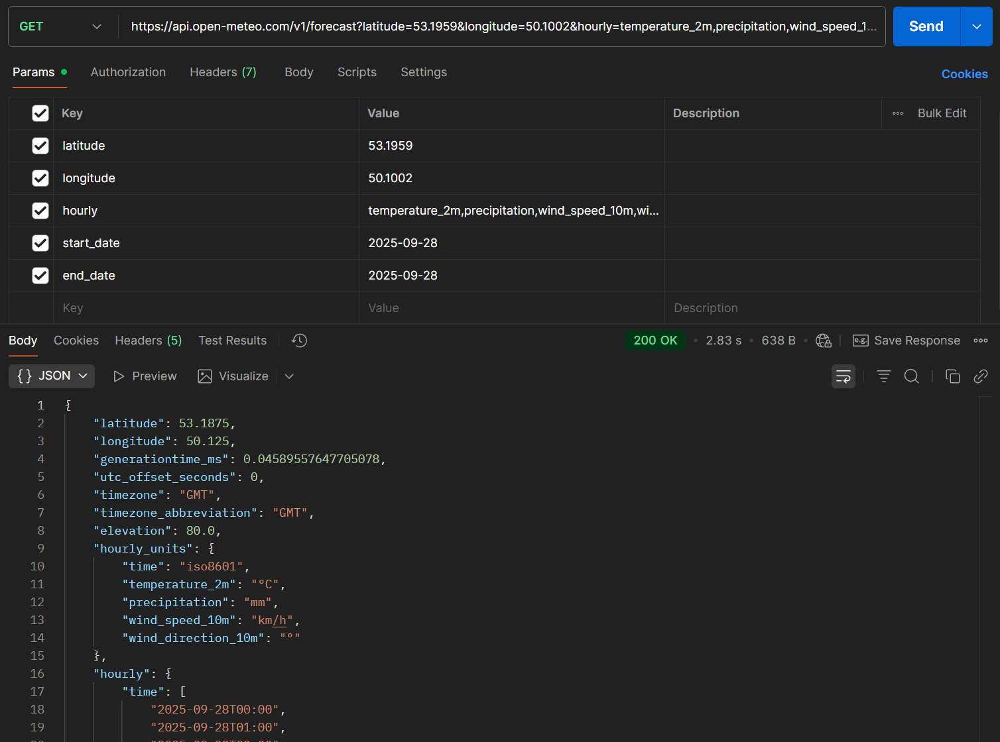 GET https://api.open-meteo.com/v1/forecast?latitude=53.1959&longitude=50.1002&hourly=temperature_2m,precipitation,wind_speed_1... Send
Params Authorization Headers (7) Body Scripts Settings Cookies
Key Value Description Bulk Edit
latitude 53.1959
longitude 50.1002
hourly temperature_2m,precipitation,wind_speed_10m,wi...
start_date 2025-09-28
end_date 2025-09-28
Key Value Description
Body Cookies Headers (5) Test Results 200 OK 2.83 s 638 B e.g. Save Response
{} JSON Preview Visualize
1 {
2 "latitude": 53.1875,
3 "longitude": 50.125,
4 "generationtime_ms": 0.04589557647705078,
5 "utc_offset_seconds": 0,
6 "timezone": "GMT",
7 "timezone_abbreviation": "GMT",
8 "elevation": 80.0,
9 "hourly_units": {
10 "time": "iso8601",
11 "temperature_2m": "°C",
12 "precipitation": "mm",
13 "wind_speed_10m": "km/h",
14 "wind_direction_10m": "°"
15 },
16 "hourly": {
17 "time": [
18 "2025-09-28T00:00",
19 "2025-09-28T01:00",